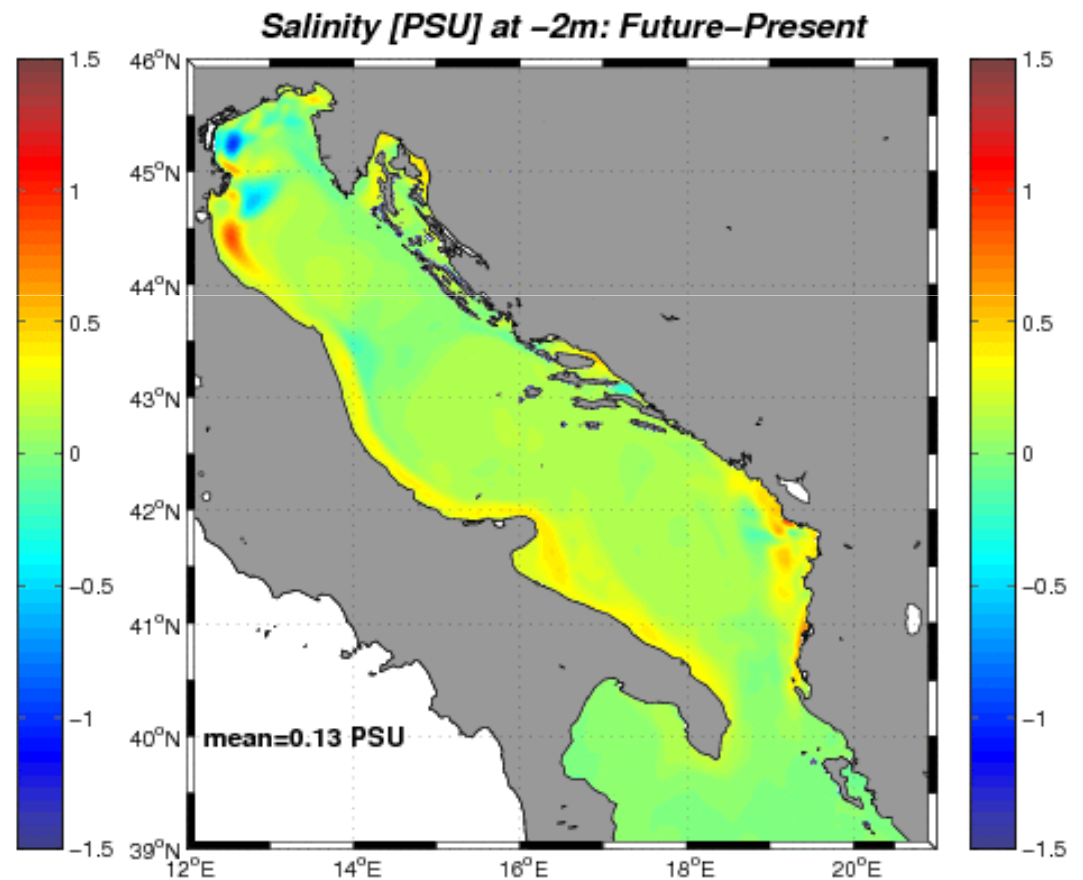 Salinity [PSU] at −2m: Future−Present
1.5
1
0.5
0
−0.5
−1
−1.5
46°N
45°N
44°N
43°N
42°N
41°N
40°N
39°N
mean=0.13 PSU
12°E 14°E 16°E 18°E 20°E
1.5
1
0.5
0
−0.5
−1
−1.5